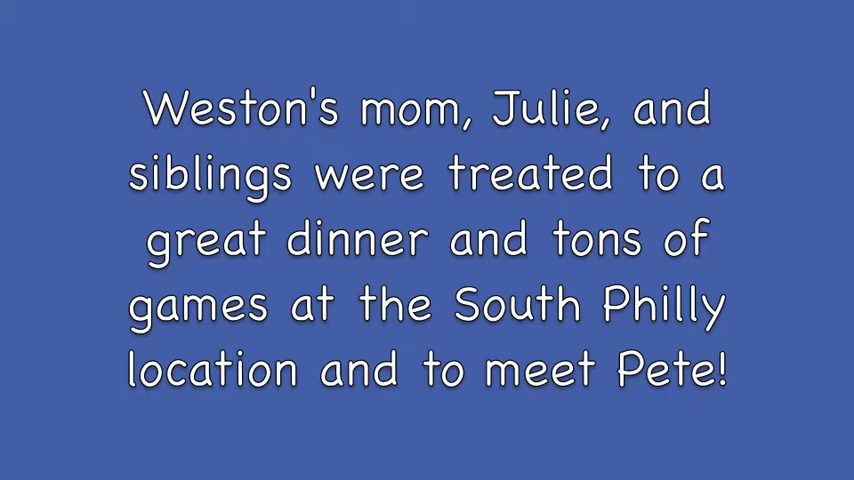 Weston's mom, Julie, and
siblings were treated to a
great dinner and tons of
games at the South Philly
location and to meet Pete!